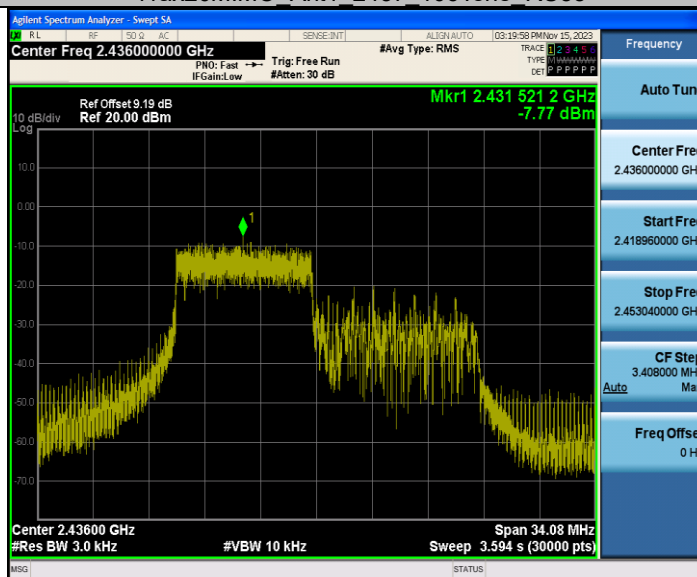 Agilent Spectrum Analyzer - Swept SA
RL RF 50 Ω AC SENSE:INT ALIGN AUTO 03:19:58 PM Nov 15, 2023
Center Freq 2.436000000 GHz
#Avg Type: RMS
TRACE 1 2 3 4 5 6
TYPE M
DET P P P P P P
PNO: Fast
IFGain:Low
Trig: Free Run
#Atten: 30 dB
Ref Offset 9.19 dB
10 dB/div Ref 20.00 dBm
Log
Mkr1 2.431 521 2 GHz
-7.77 dBm
10.0
0.00
-10.0
-20.0
-30.0
-40.0
-50.0
-60.0
-70.0
1
Center 2.43600 GHz
Span 34.08 MHz
#Res BW 3.0 kHz
#VBW 10 kHz
Sweep 3.594 s (30000 pts)
MSG
STATUS
Frequency
Auto Tun
Center Fre
2.436000000 GH
Start Fre
2.418960000 GH
Stop Fre
2.453040000 GH
CF Step
3.408000 MH
Auto Ma
Freq Offse
0 H